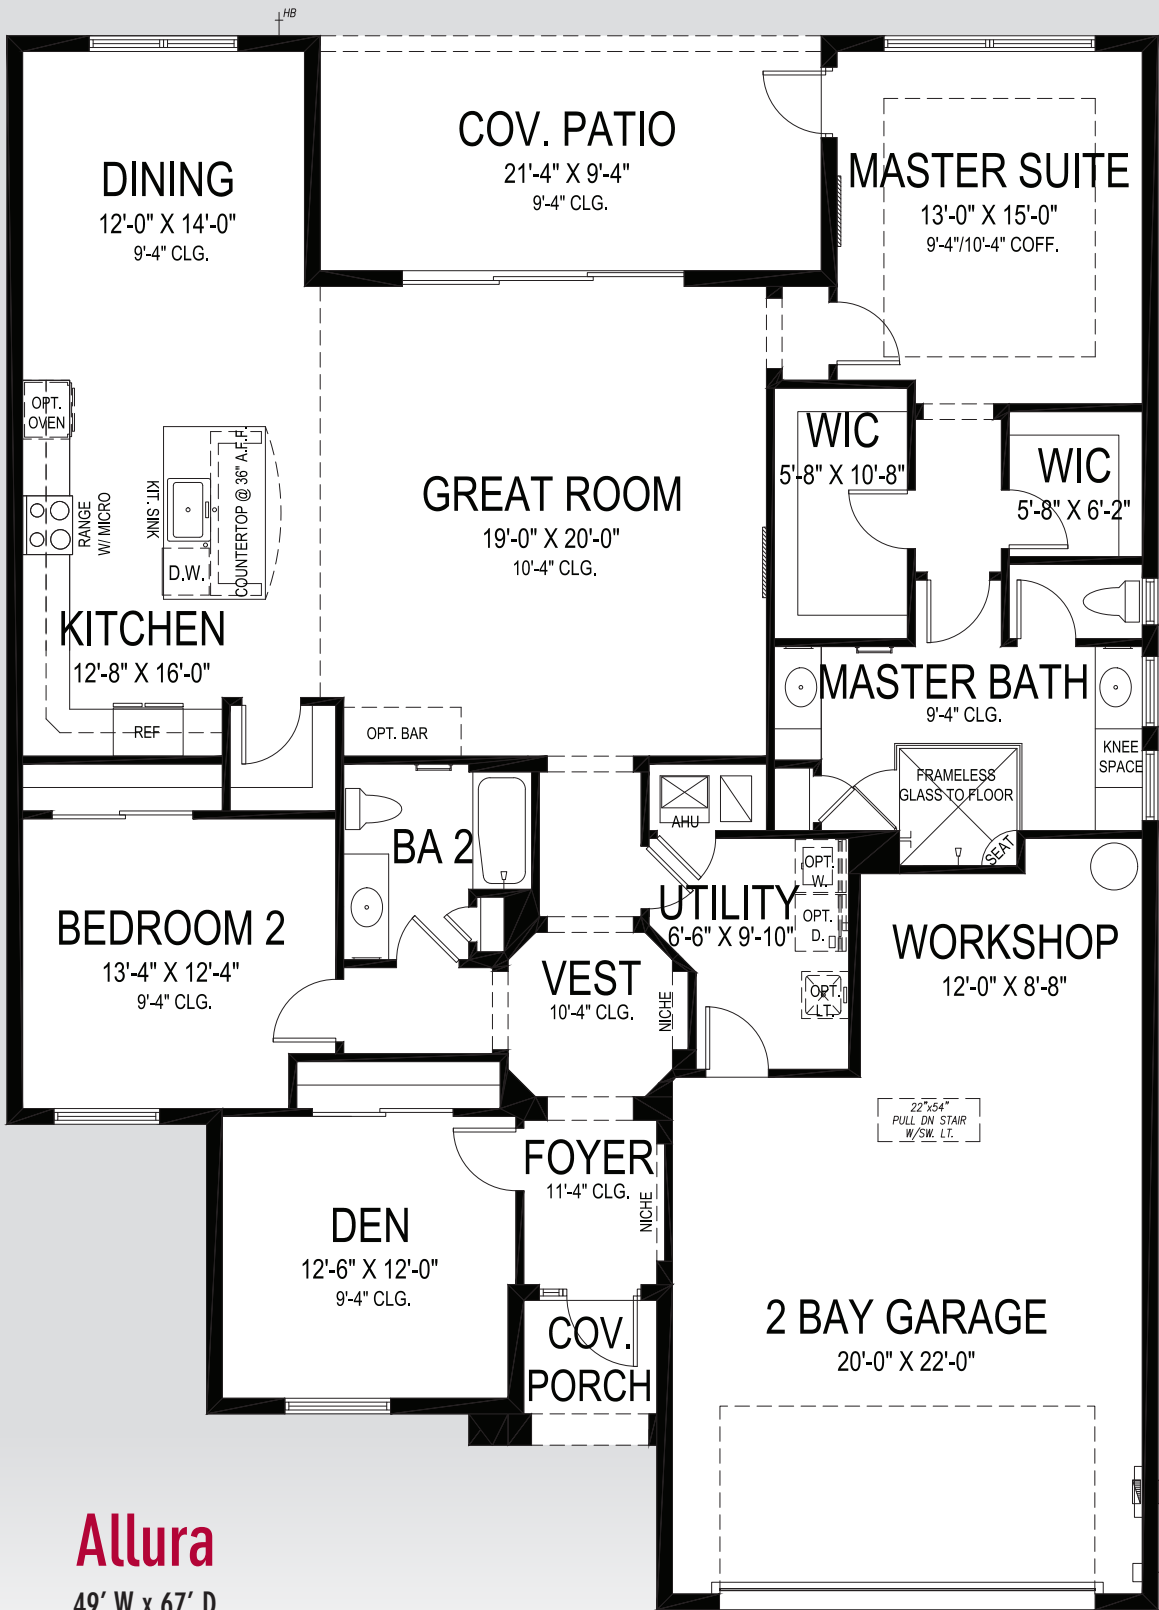 HB
COV. PATIO
21'-4" X 9'-4"
9'-4" CLG.
DINING
12'-0" X 14'-0"
9'-4" CLG.
MASTER SUITE
13'-0" X 15'-0"
9'-4"/10'-4" COFF.
OPT.
OVEN
RANGE
W/ MICRO
KIT. SINK
D.W.
COUNTERTOP @ 36" A.F.F.
KITCHEN
12'-8" X 16'-0"
REF
GREAT ROOM
19'-0" X 20'-0"
10'-4" CLG.
OPT. BAR
WIC
5'-8" X 10'-8"
WIC
5'-8" X 6'-2"
MASTER BATH
9'-4" CLG.
KNEE
SPACE
FRAMELESS
GLASS TO FLOOR
SEAT
AHU
BA 2
UTILITY
6'-6" X 9'-10"
OPT.
W.
OPT.
D.
OPT.
LT.
BEDROOM 2
13'-4" X 12'-4"
9'-4" CLG.
VEST
10'-4" CLG.
NICHE
WORKSHOP
12'-0" X 8'-8"
22"x54"
PULL DN STAIR
W/SW. LT.
FOYER
11'-4" CLG.
NICHE
DEN
12'-6" X 12'-0"
9'-4" CLG.
COV.
PORCH
2 BAY GARAGE
20'-0" X 22'-0"
Allura
49' W x 67' D